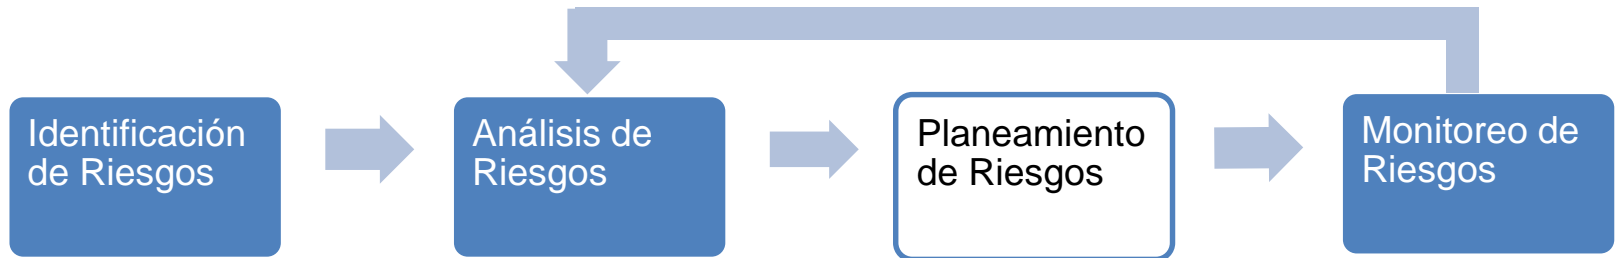 Identificación
de Riesgos
Análisis de
Riesgos
Planeamiento
de Riesgos
Monitoreo de
Riesgos